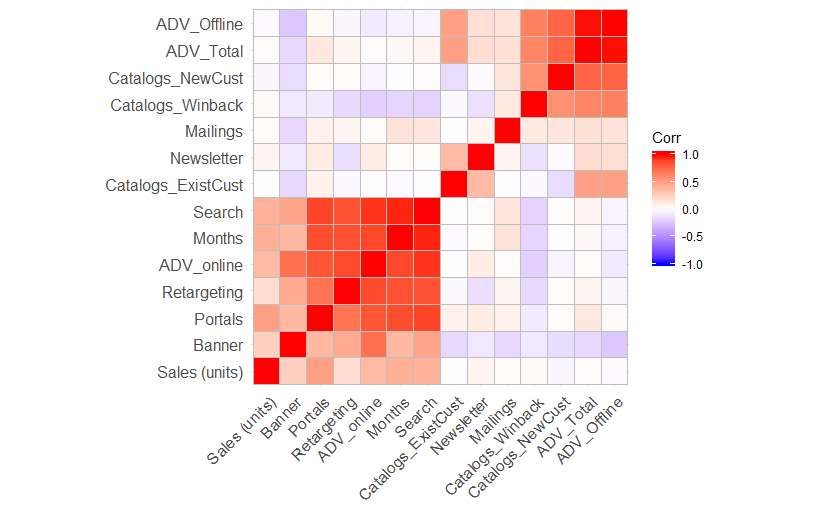 ADV_Offline
ADV_Total
Catalogs_NewCust
Catalogs_Winback
Mailings
Newsletter
Catalogs_ExistCust
Search
Months
ADV_online
Retargeting
Portals
Banner
Sales (units)
Sales (units)
Banner
Portals
Retargeting
ADV_online
Months
Search
Catalogs_ExistCust
Newsletter
Mailings
Catalogs_Winback
Catalogs_NewCust
ADV_Total
ADV_Offline
Corr
1.0
0.5
0.0
-0.5
-1.0